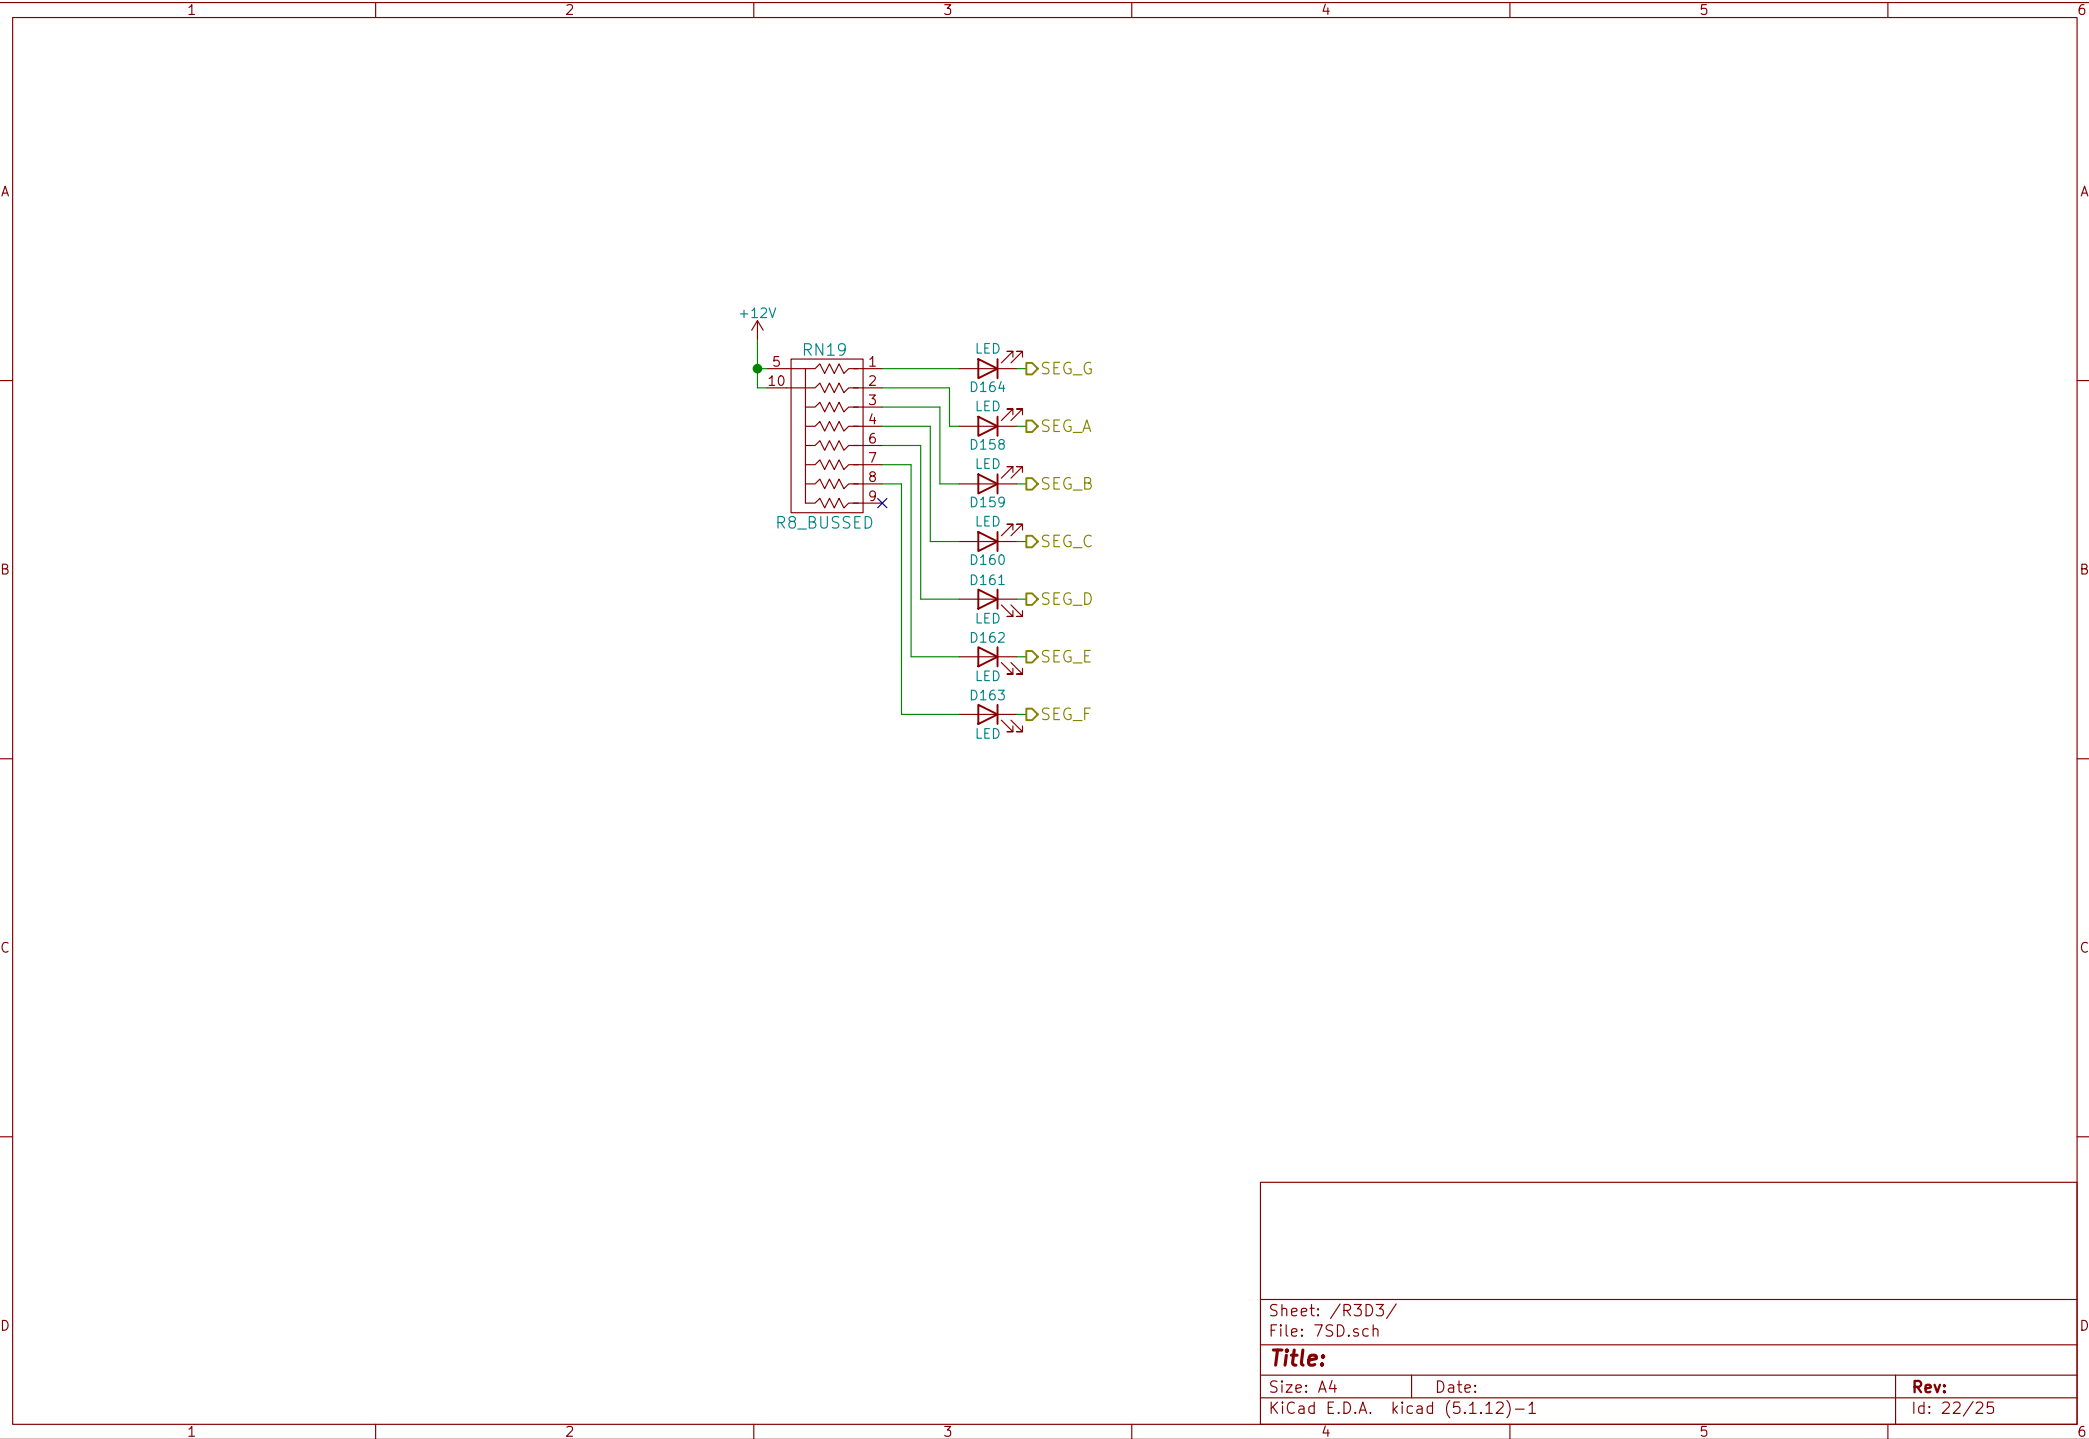 1 2 3 4 5 6
A A
+12V
RN19
5 1
10 2
3
4
6
7
8
9
R8_BUSSED
LED
SEG_G
D164
LED
SEG_A
D158
LED
SEG_B
D159
LED
SEG_C
D160
D161
SEG_D
LED
D162
SEG_E
LED
D163
SEG_F
LED
B B
C C
D D
Sheet: /R3D3/
File: 7SD.sch
Title:
Size: A4 Date: Rev:
KiCad E.D.A. kicad (5.1.12)-1 Id: 22/25
1 2 3 4 5 6